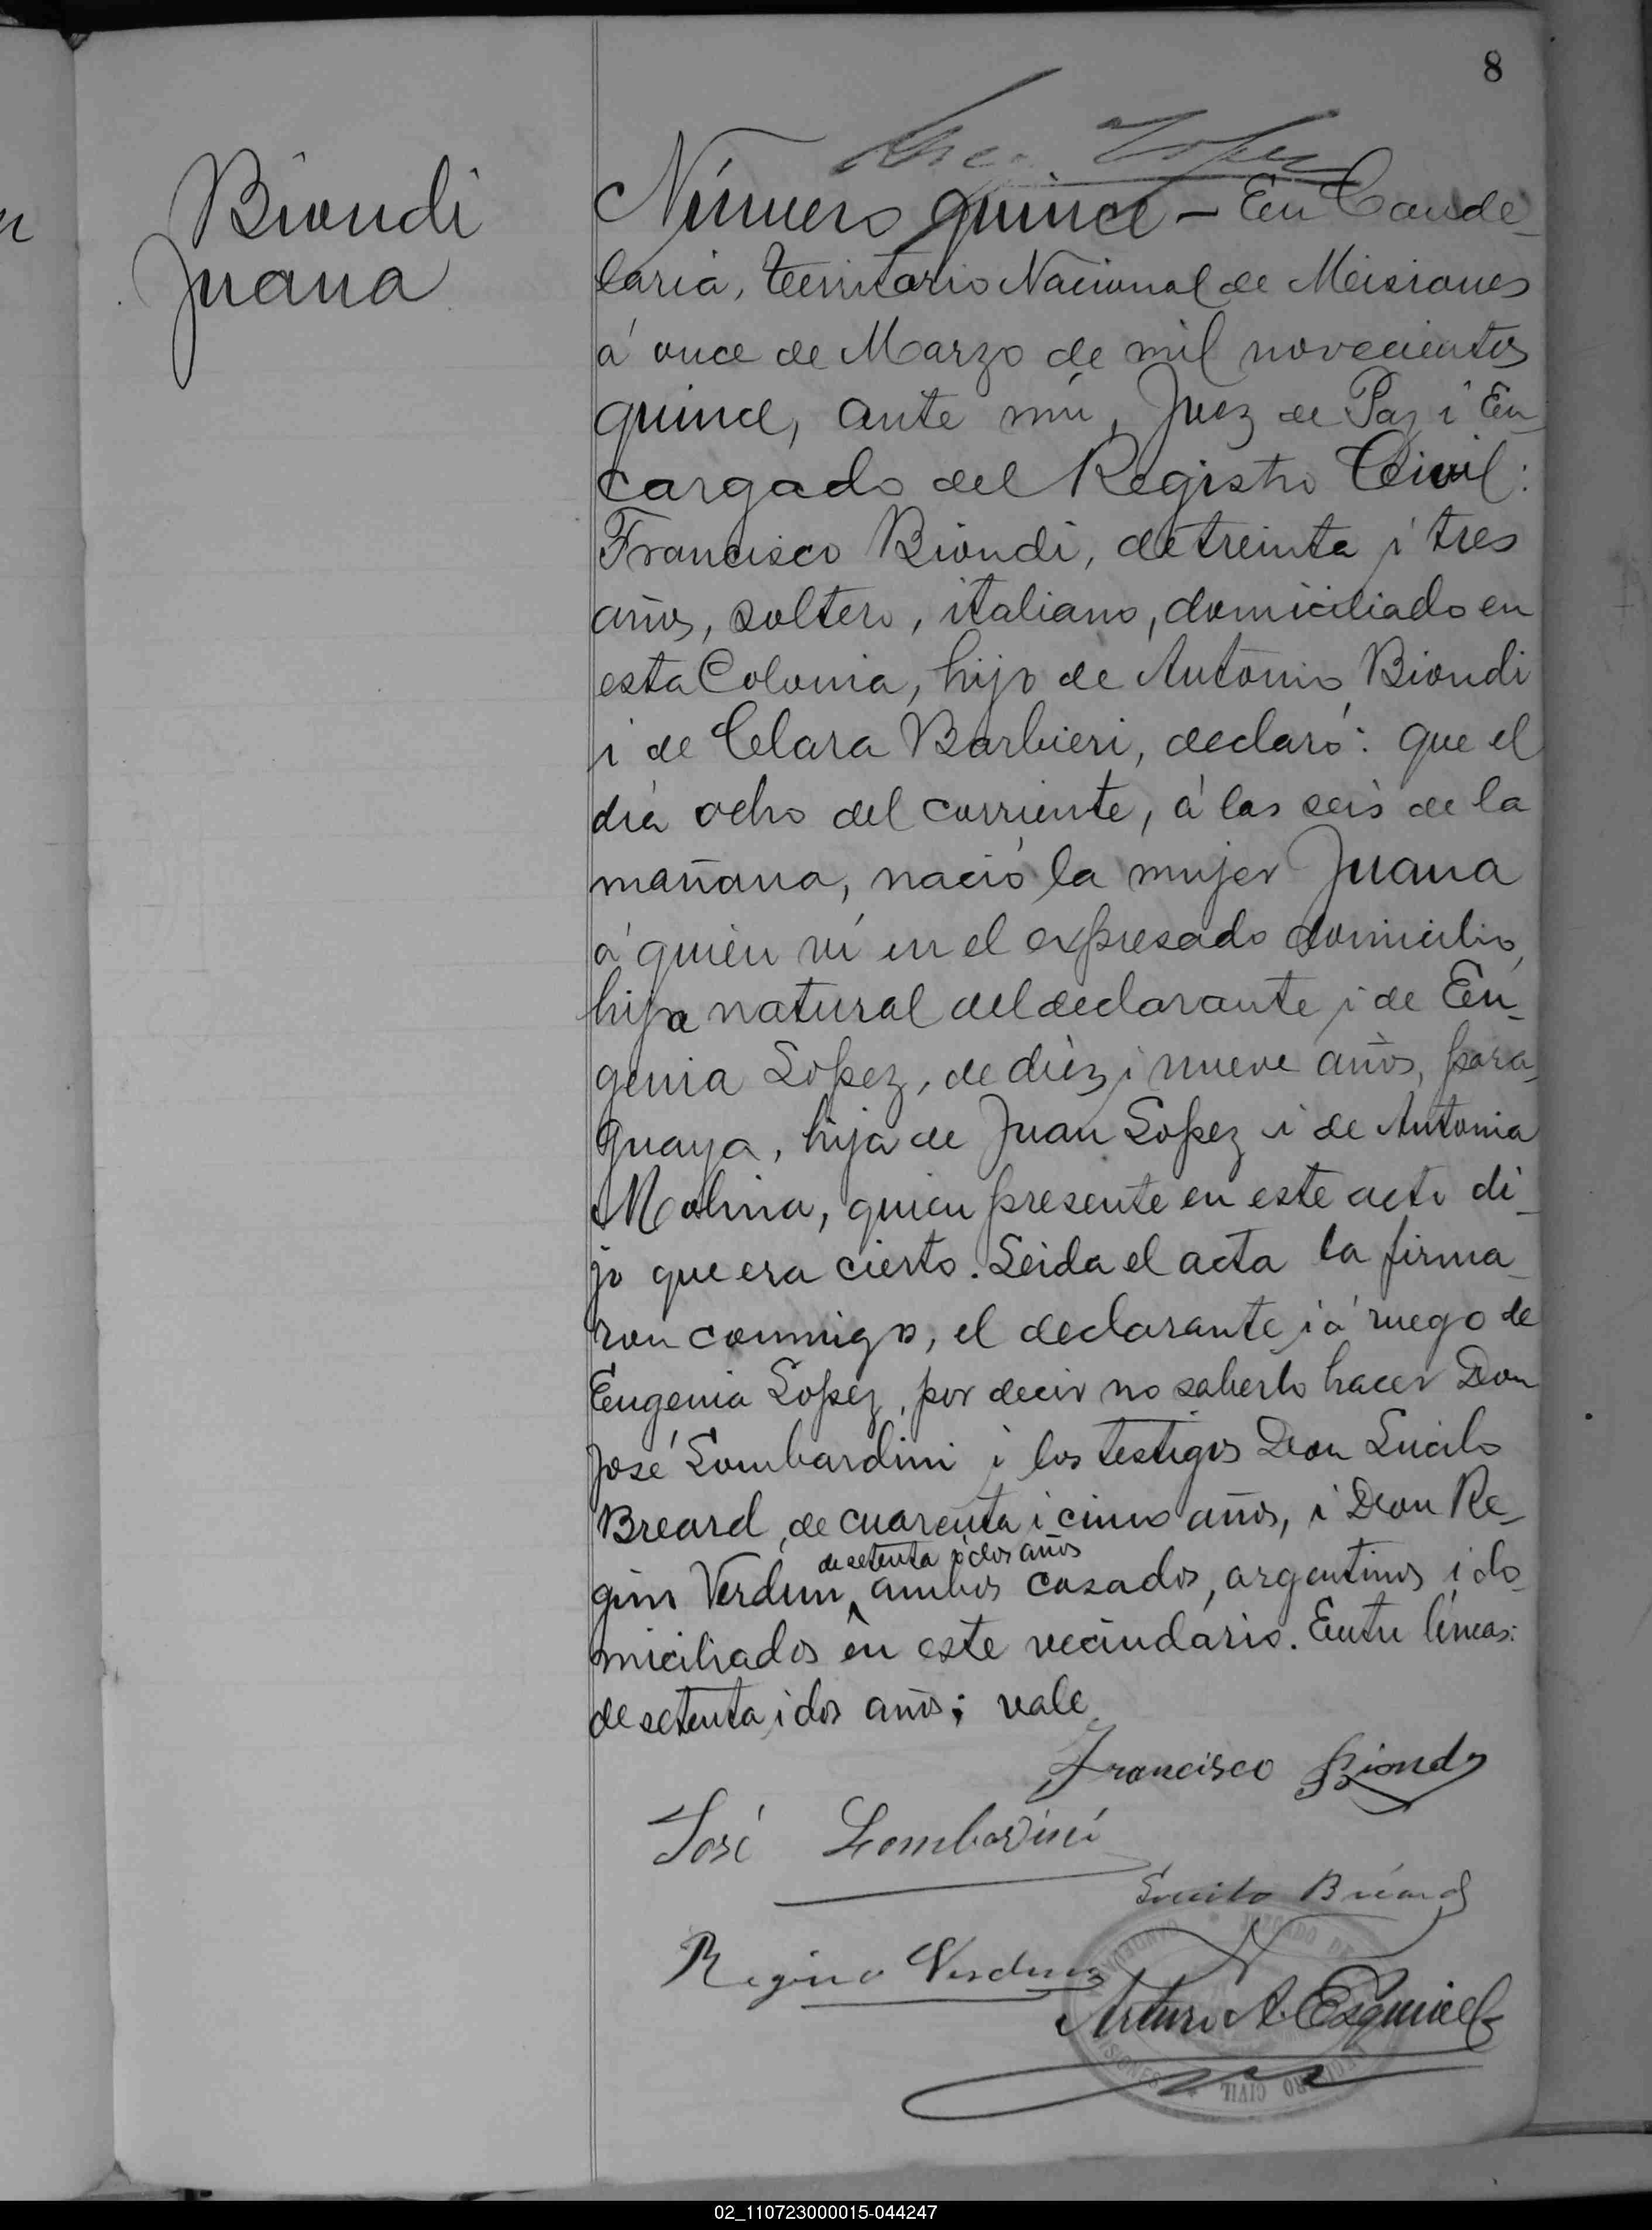 8
Biondi
Juana
Número quince – En Cande-
laria, territorio Nacional de Misiones
á once de Marzo de mil novecientos
quince, ante mí, Juez de Paz i En-
cargado del Registro Civil:
Francisco Biondi, de treinta i tres
años, soltero, italiano, domiciliado en
esta Colonia, hijo de Antonio Biondi
i de Clara Barbieri, declaró: que el
día ocho del corriente, á las seis de la
mañana, nació la mujer Juana
á quien ví en el expresado domicilio,
hija natural del declarante i de Eu-
genia Lopez, de diez i nueve años, para-
guaya, hija de Juan Lopez i de Antonia
Molina, quien presente en este acto di-
jo que era cierto. Leida el acta la firma-
ron conmigo, el declarante i á ruego de
Eugenia Lopez, por decir no saberlo hacer Don
José Lombardini i los testigos Don Lucilo
Breard, de cuarenta i cinco años, i Don Re-
de setenta i dos años
gino Verdun, ambos casados, argentinos i do-
miciliados en este vecindario. Entre líneas:
de setenta i dos años; vale
Francisco Biondi
José Lombardini
Lucilo Bréard
Regino Verdun
Arturo A. Esquivel
02_110723000015-044247